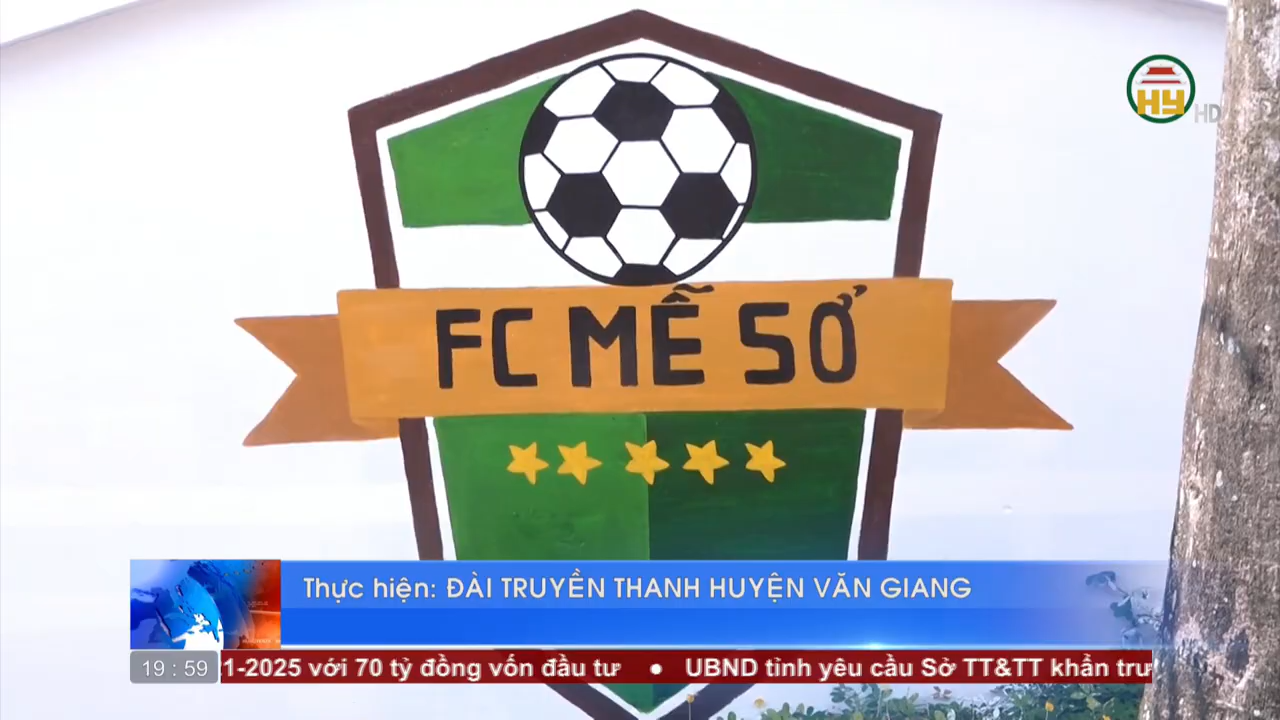 HY HD
FC MỄ SỞ
Thực hiện: ĐÀI TRUYỀN THANH HUYỆN VĂN GIANG
19 : 59
1-2025 với 70 tỷ đồng vốn đầu tư ● UBND tỉnh yêu cầu Sở TT&TT khẩn trư